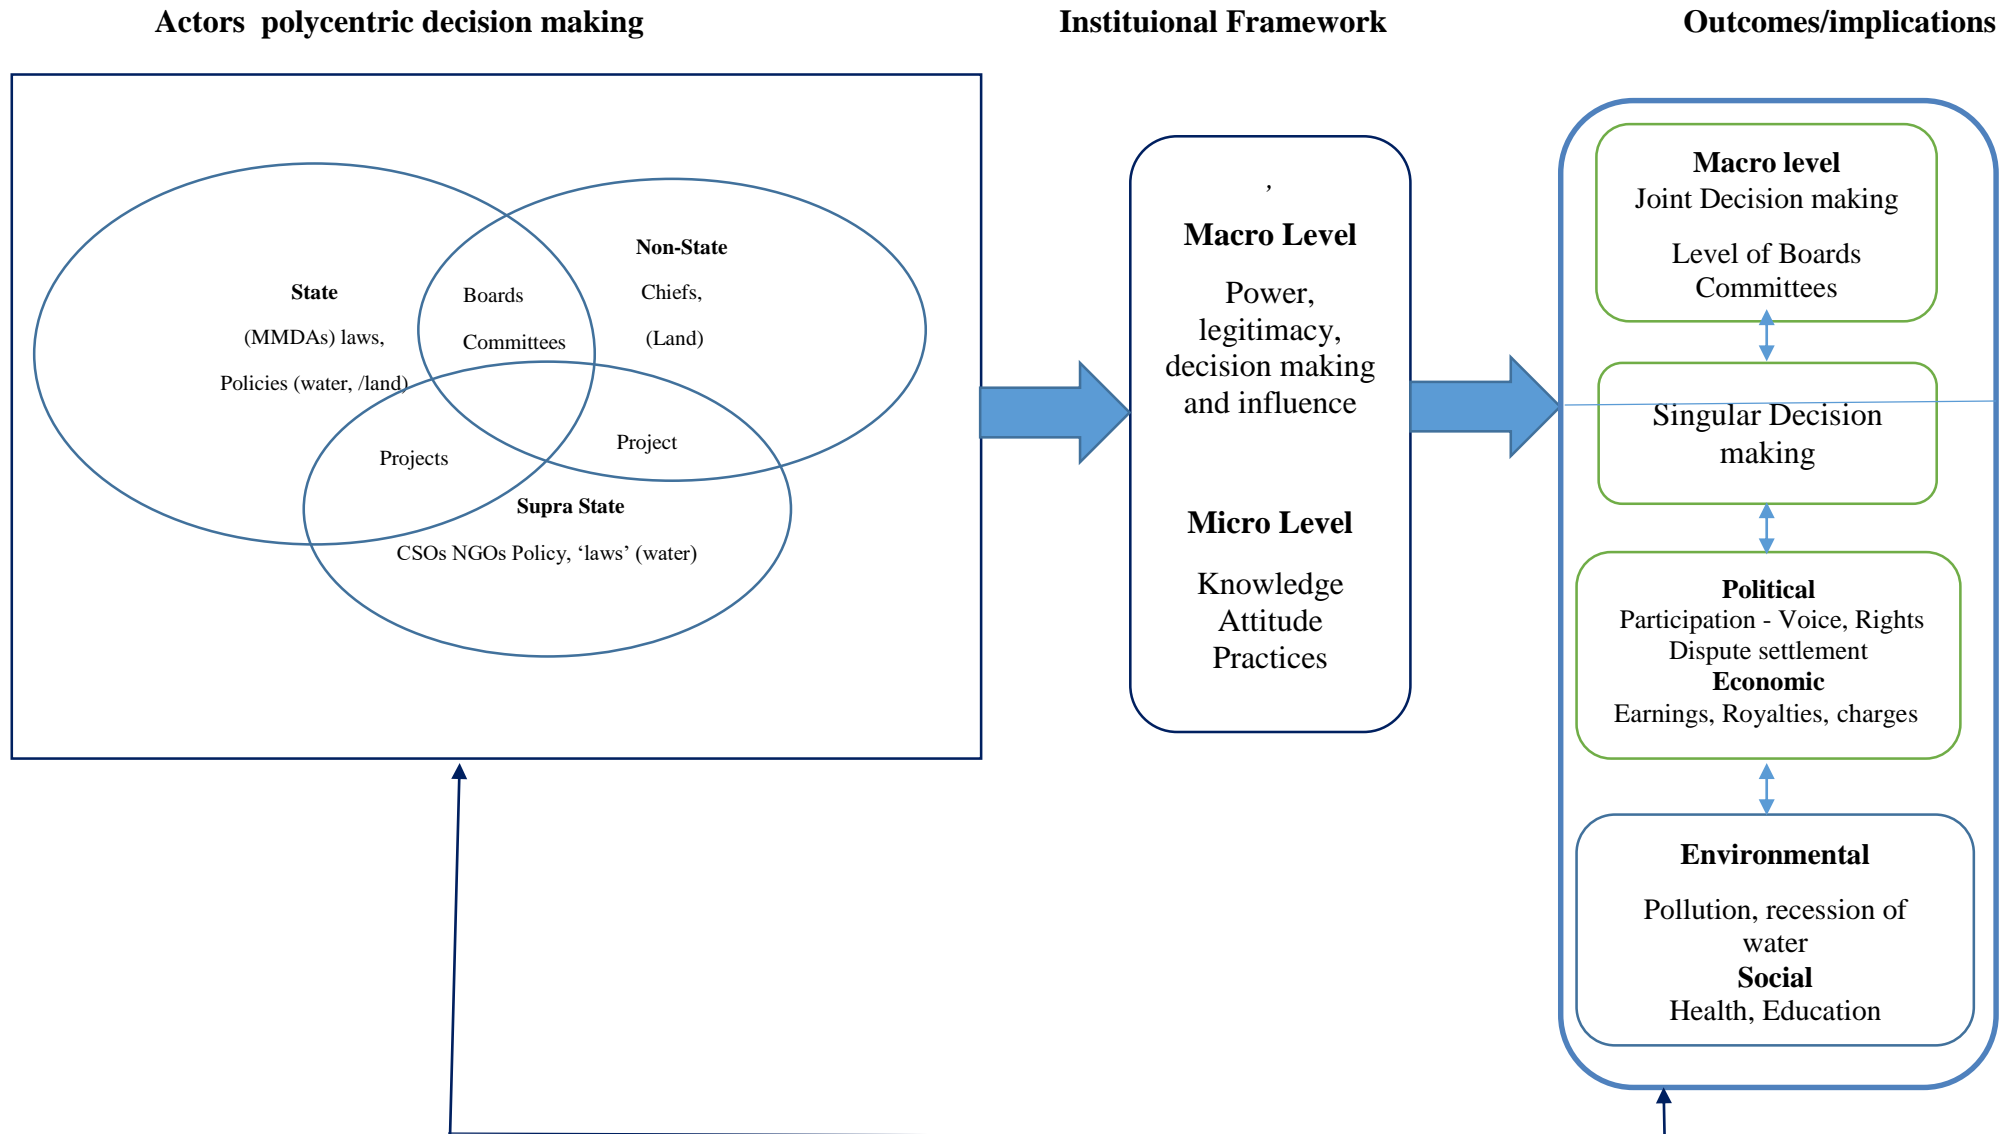 Actors  polycentric decision making
Instituional Framework
Outcomes/implications
State
(MMDAs) laws,
Policies (water, /land)
Boards
Committees
Non-State
Chiefs,
(Land)
Projects
Project
Supra State
CSOs NGOs Policy, ‘laws’ (water)
,
Macro Level
Power,
legitimacy,
decision making
and influence
Micro Level
Knowledge
Attitude
Practices
Macro level
Joint Decision making
Level of Boards
Committees
Singular Decision
making
Political
Participation - Voice, Rights
Dispute settlement
Economic
Earnings, Royalties, charges
Environmental
Pollution, recession of
water
Social
Health, Education